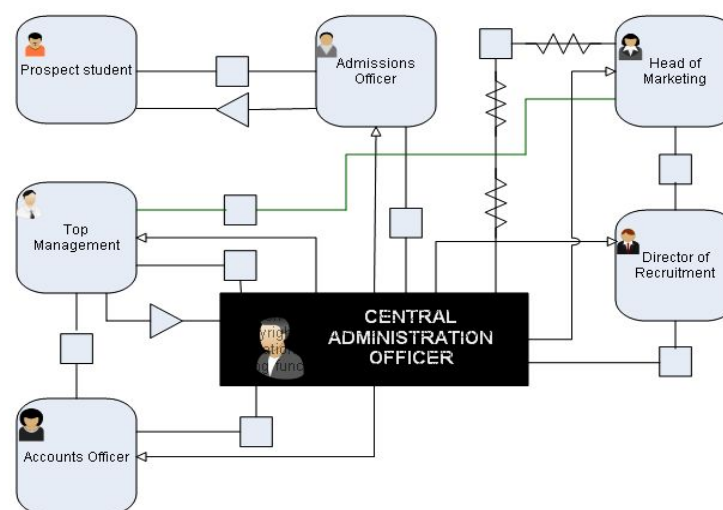 Prospect student
Admissions
Officer
Head of
Marketing
Top
Management
Director of
Recruitment
CENTRAL
ADMINISTRATION
OFFICER
Accounts Officer